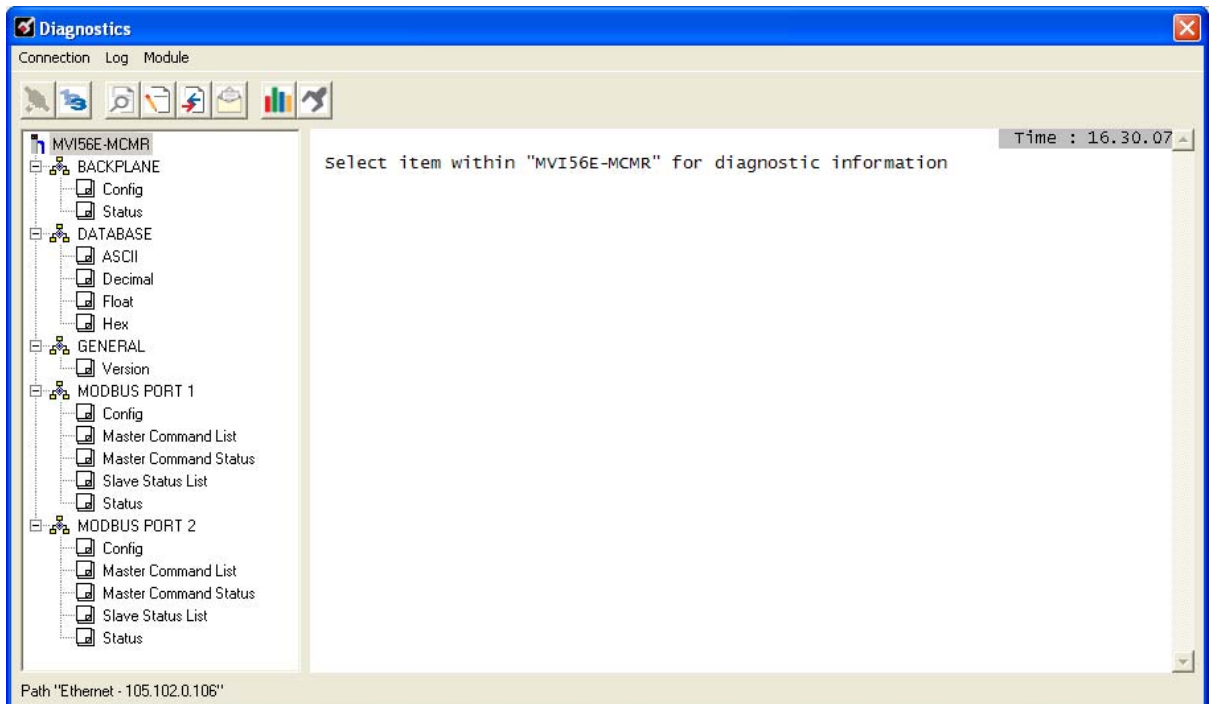 Diagnostics
Connection Log Module
MVI56E-MCMR
BACKPLANE
Config
Status
DATABASE
ASCII
Decimal
Float
Hex
GENERAL
Version
MODBUS PORT 1
Config
Master Command List
Master Command Status
Slave Status List
Status
MODBUS PORT 2
Config
Master Command List
Master Command Status
Slave Status List
Status
Time : 16.30.07
Select item within "MVI56E-MCMR" for diagnostic information
Path "Ethernet - 105.102.0.106"